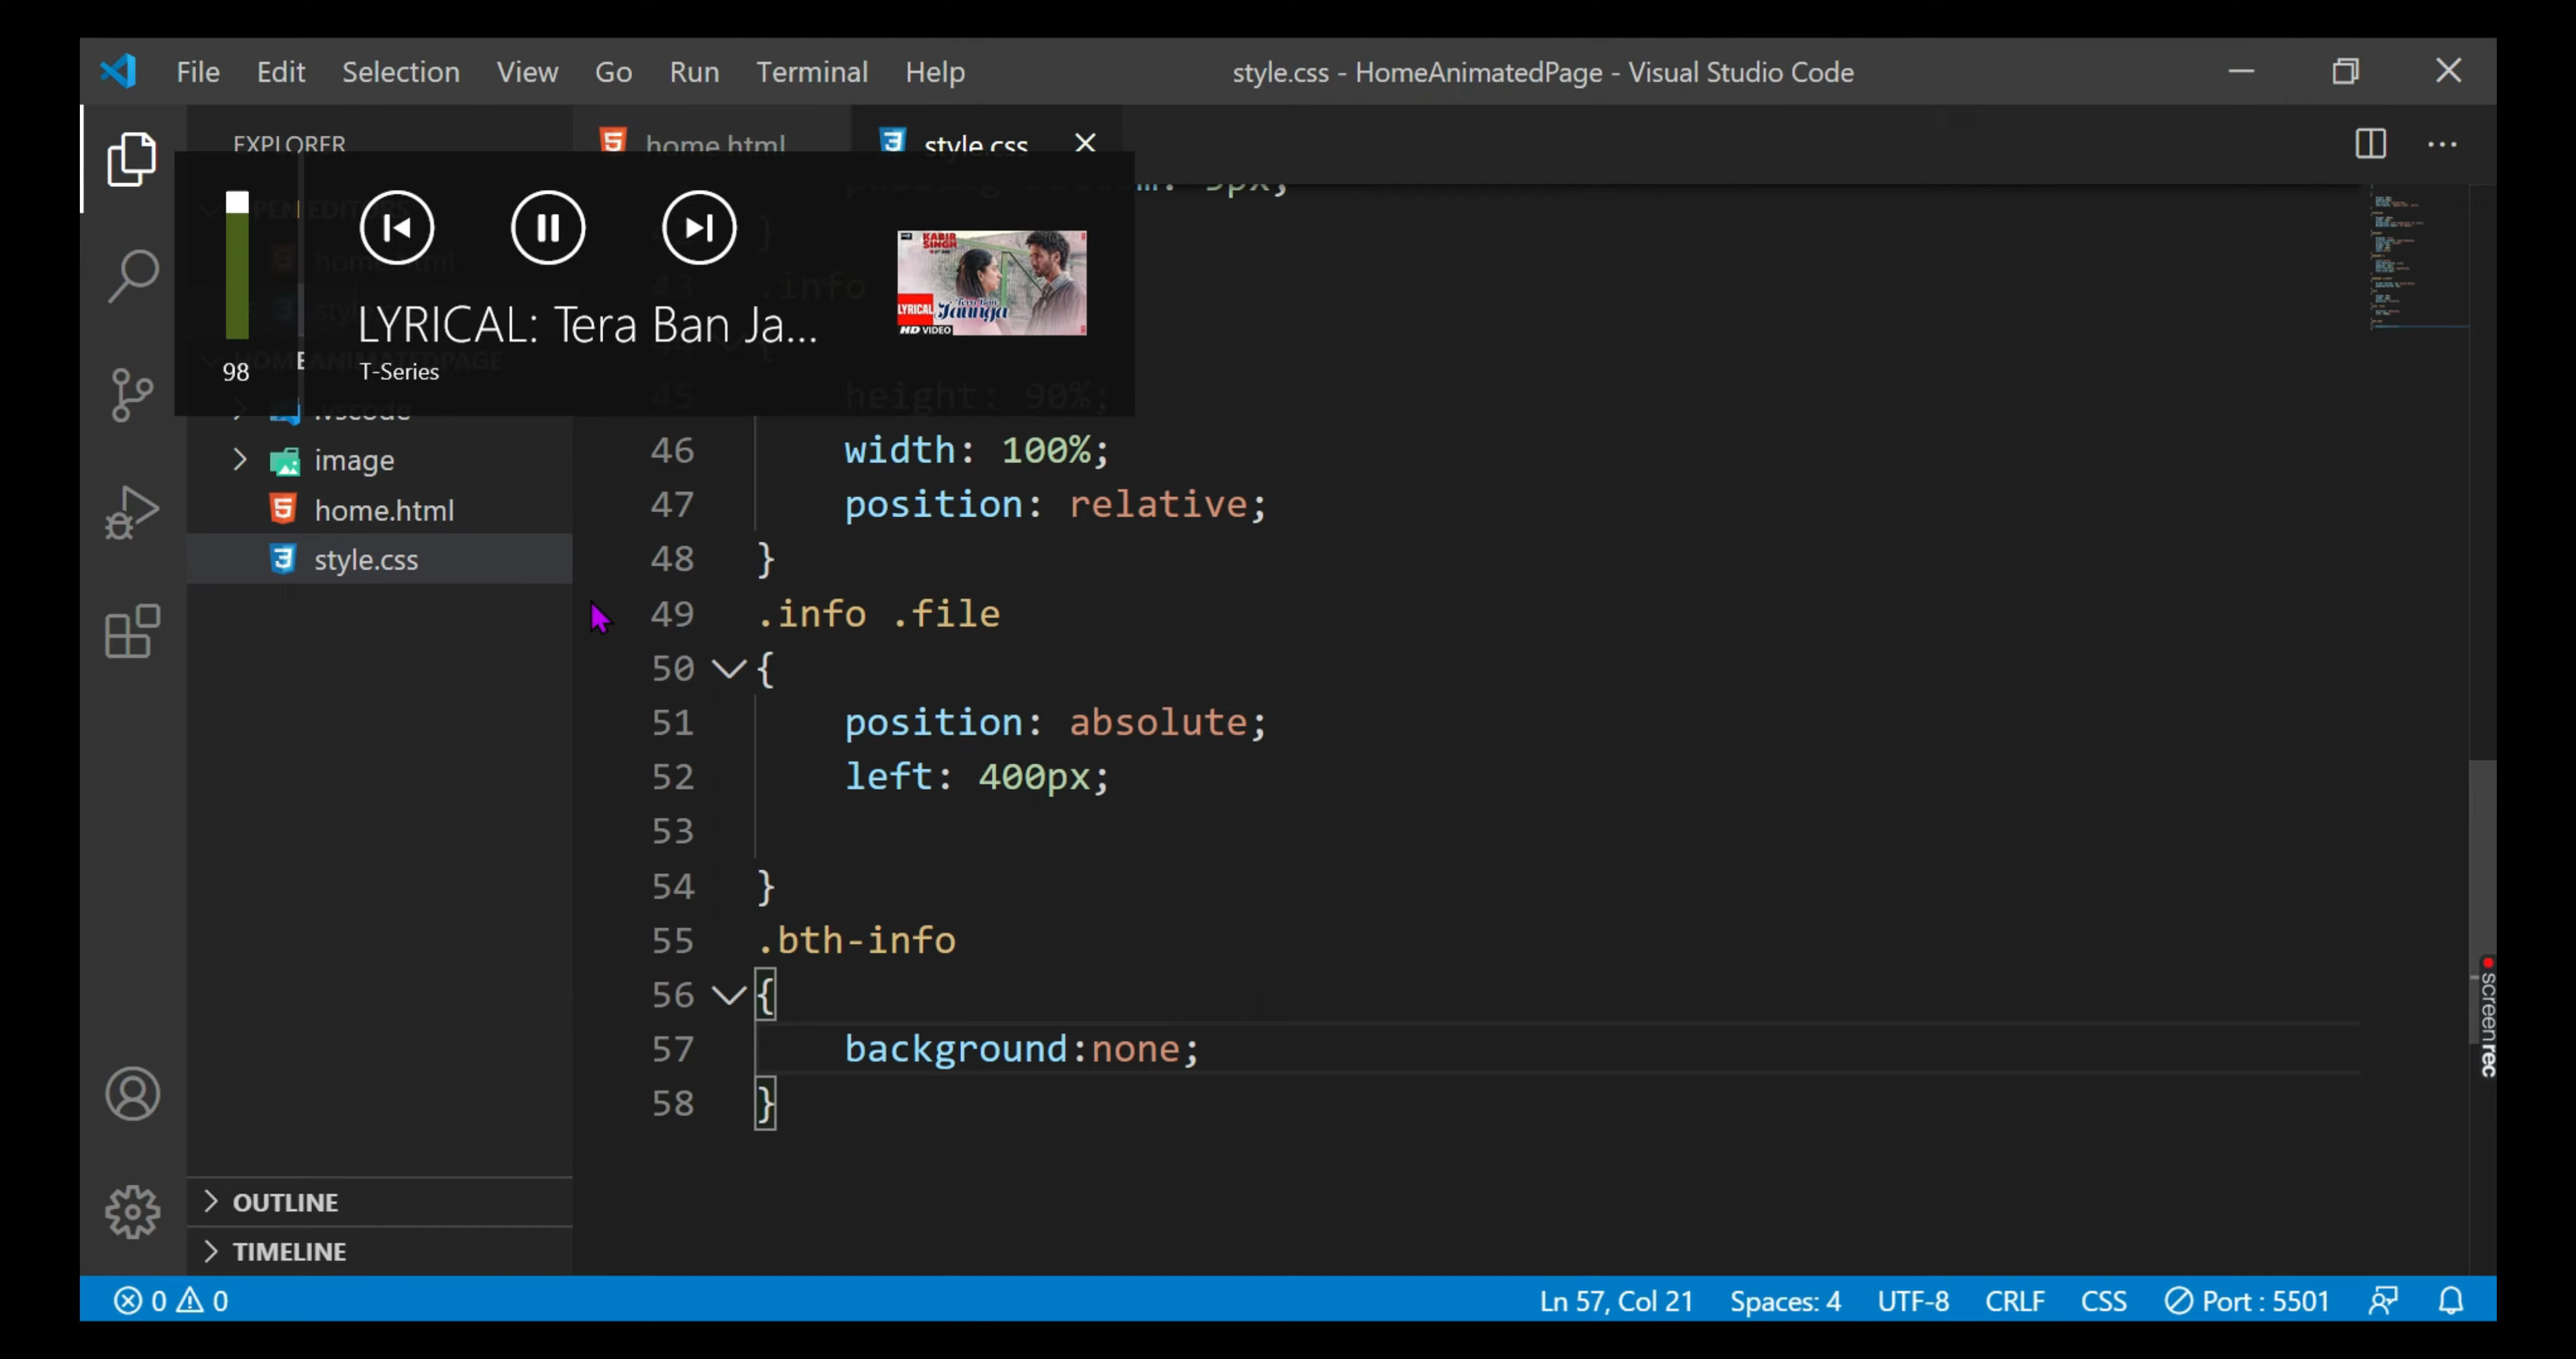 File Edit Selection View Go Run Terminal Help style.css - HomeAnimatedPage - Visual Studio Code
EXPLORER home.html style.css
PEN EDITORS
home.html
98
LYRICAL: Tera Ban Ja...
T-Series
KABIR SINGH
LYRICAL Tera Ban Jaunga
HD VIDEO
HOMEANIMATEDPAGE
.vscode
image
home.html
style.css
5px;
}
43 .info
{
45 height: 90%;
46 width: 100%;
47 position: relative;
48 }
49 .info .file
50 {
51 position: absolute;
52 left: 400px;
53
54 }
55 .bth-info
56 {
57 background:none;
58 }
OUTLINE
TIMELINE
screenrec
0 0 Ln 57, Col 21 Spaces: 4 UTF-8 CRLF CSS Port : 5501